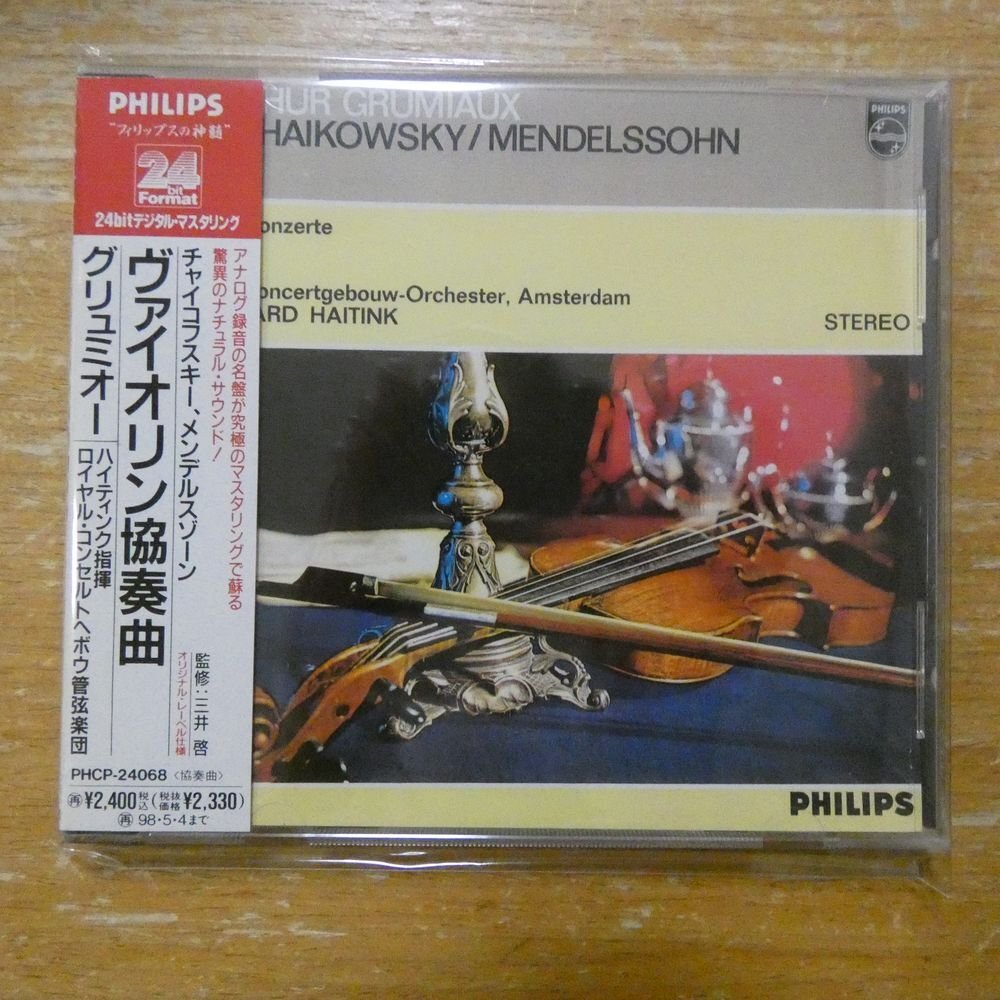 PHILIPS
"フィリップスの神髄"
24
bit
Format
24bitデジタル・マスタリング
アナログ録音の名盤が究極のマスタリングで蘇る
驚異のナチュラル・サウンド!
チャイコフスキー、メンデルスゾーン
ヴァイオリン協奏曲
グリュミオー
ハイティンク指揮
ロイヤル・コンセルトヘボウ管弦楽団
監修:三井 啓
オリジナル・レーベル仕様
PHCP-24068〈協奏曲〉
再¥2,400税込(税抜価格¥2,330)
再98・5・4まで
HUR GRUMIAUX
HAIKOWSKY/MENDELSSOHN
PHILIPS
onzerte
oncertgebouw-Orchester, Amsterdam
ARD HAITINK
STEREO
PHILIPS